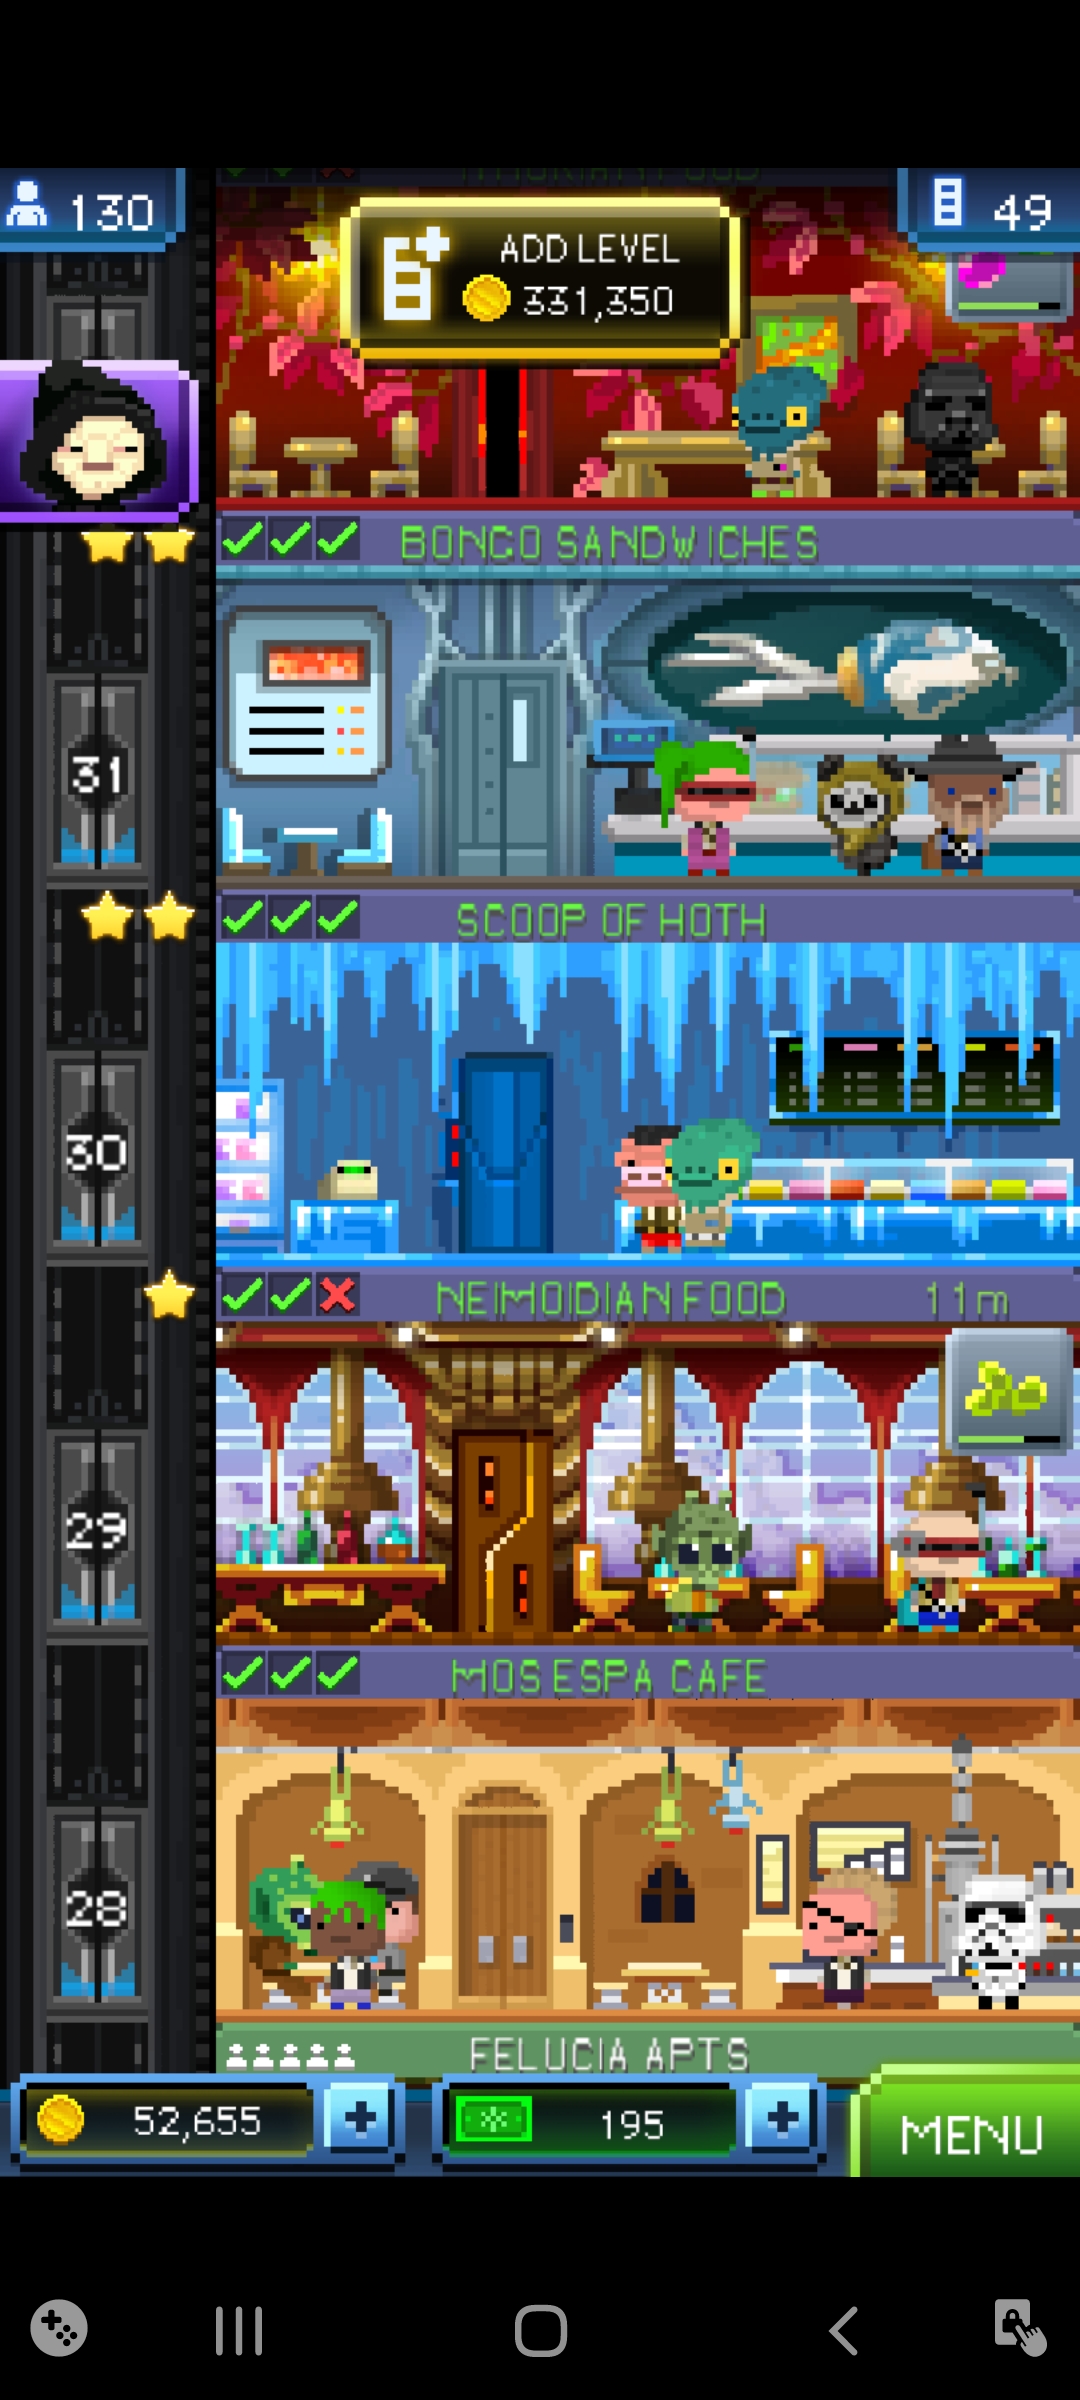 130
ADD LEVEL
331,350
49
BONGO SANDWICHES
31
SCOOP OF HOTH
30
NEIMOIDIAN FOOD 11m
29
MOS ESPA CAFE
28
FELUCIA APTS
52,655
195
MENU